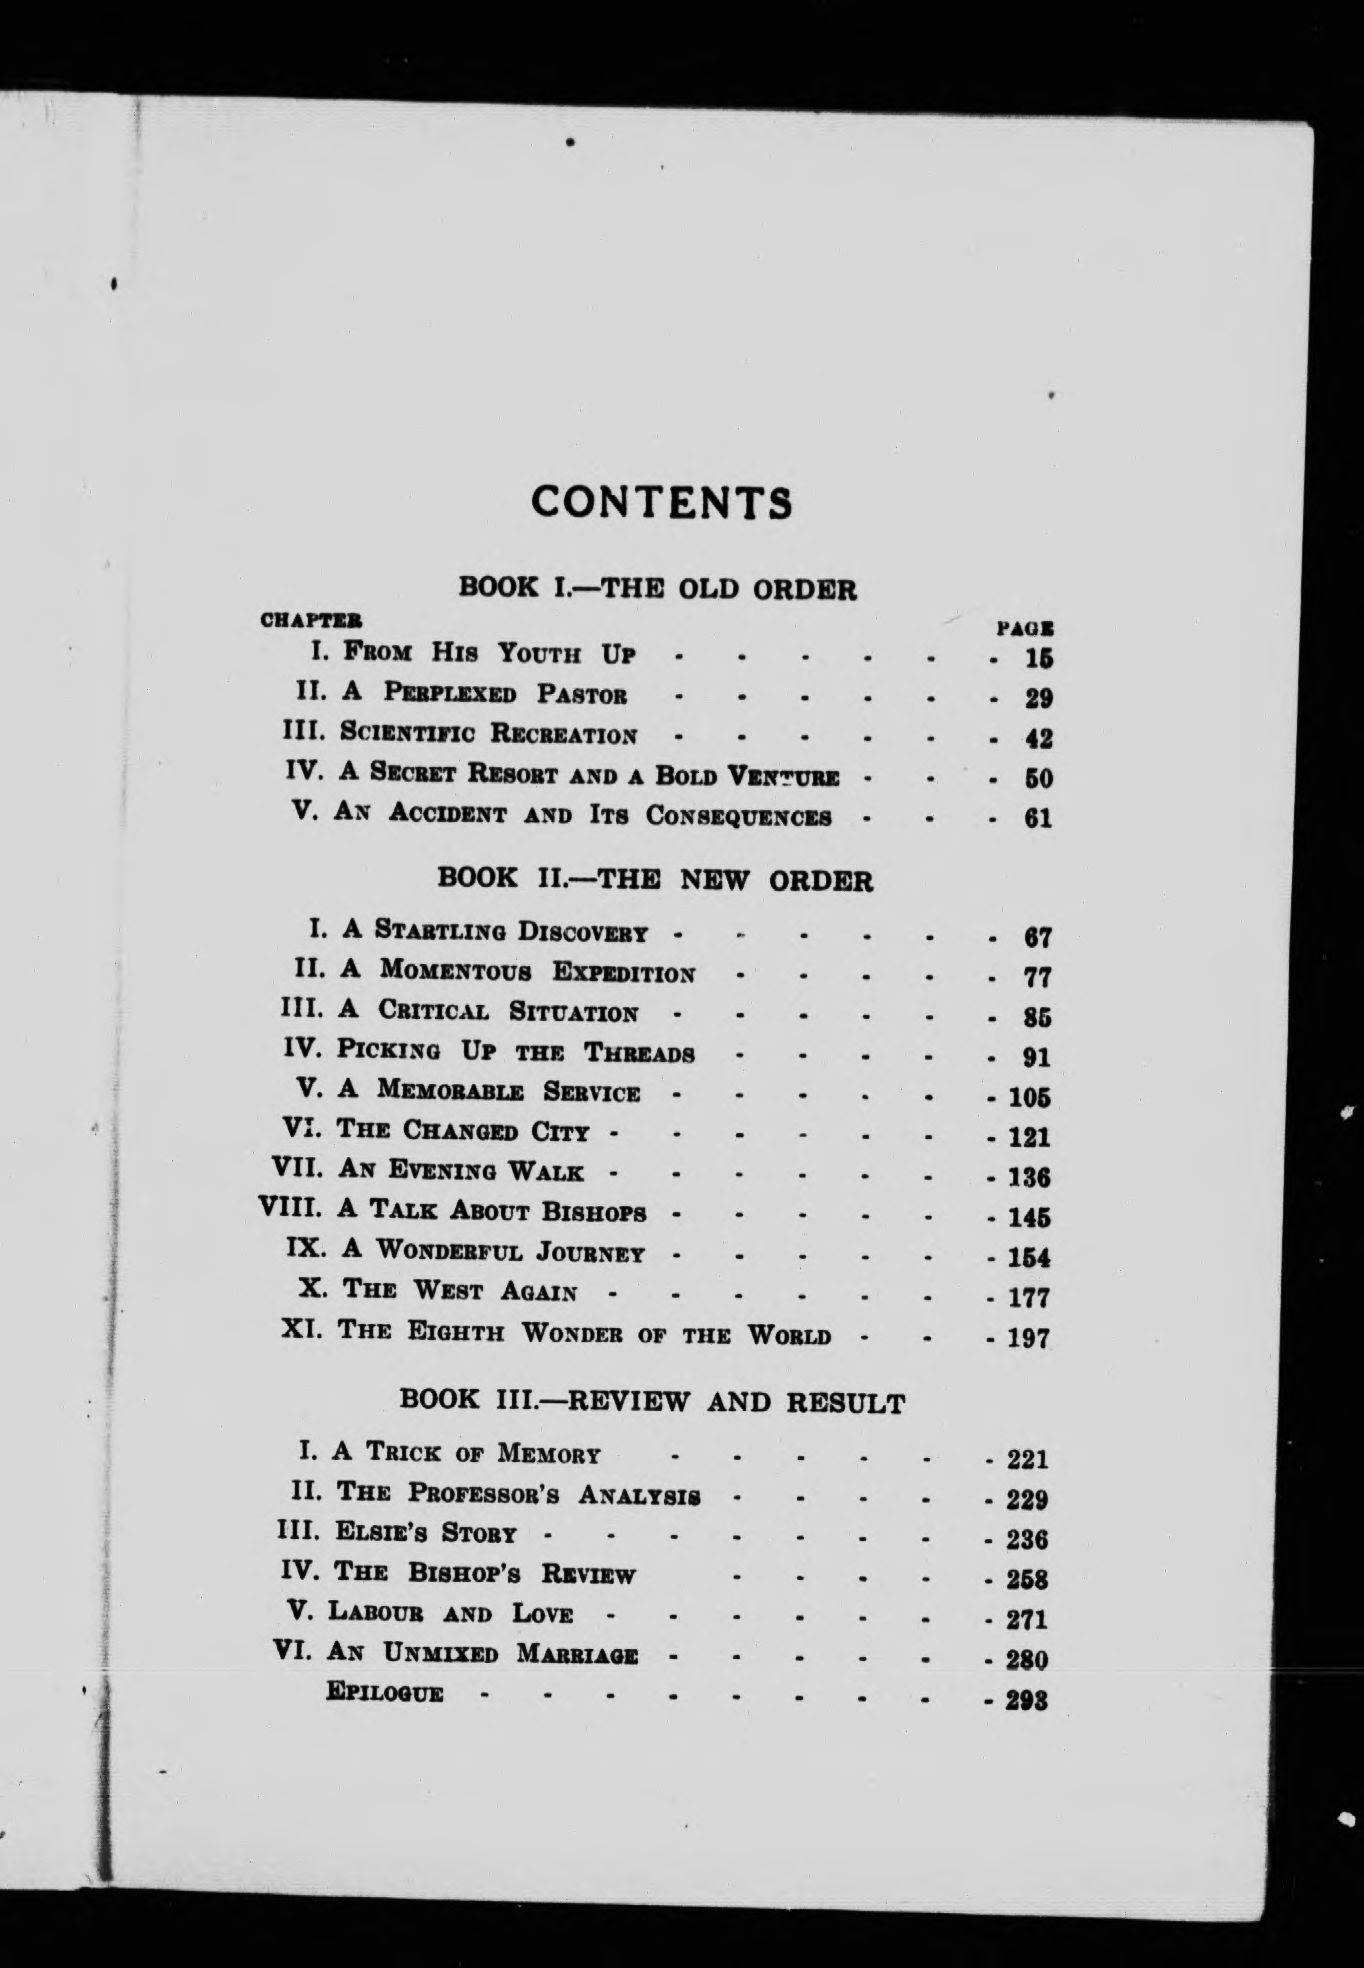 CONTENTS
BOOK I.—THE OLD ORDER
CHAPTER PAGE
I. From His Youth Up - - - - - - 15
II. A Perplexed Pastor - - - - - - 29
III. Scientific Recreation - - - - - - 42
IV. A Secret Resort and a Bold Venture - - - 50
V. An Accident and Its Consequences - - - 61
BOOK II.—THE NEW ORDER
I. A Startling Discovery - - - - - - 67
II. A Momentous Expedition - - - - - 77
III. A Critical Situation - - - - - - 85
IV. Picking Up the Threads - - - - - 91
V. A Memorable Service - - - - - - 105
VI. The Changed City - - - - - - - 121
VII. An Evening Walk - - - - - - - 136
VIII. A Talk About Bishops - - - - - - 145
IX. A Wonderful Journey - - - - - - 154
X. The West Again - - - - - - - 177
XI. The Eighth Wonder of the World - - - 197
BOOK III.—REVIEW AND RESULT
I. A Trick of Memory - - - - - - 221
II. The Professor's Analysis - - - - - 229
III. Elsie's Story - - - - - - - - 236
IV. The Bishop's Review - - - - - 258
V. Labour and Love - - - - - - - 271
VI. An Unmixed Marriage - - - - - - 280
Epilogue - - - - - - - - - 293